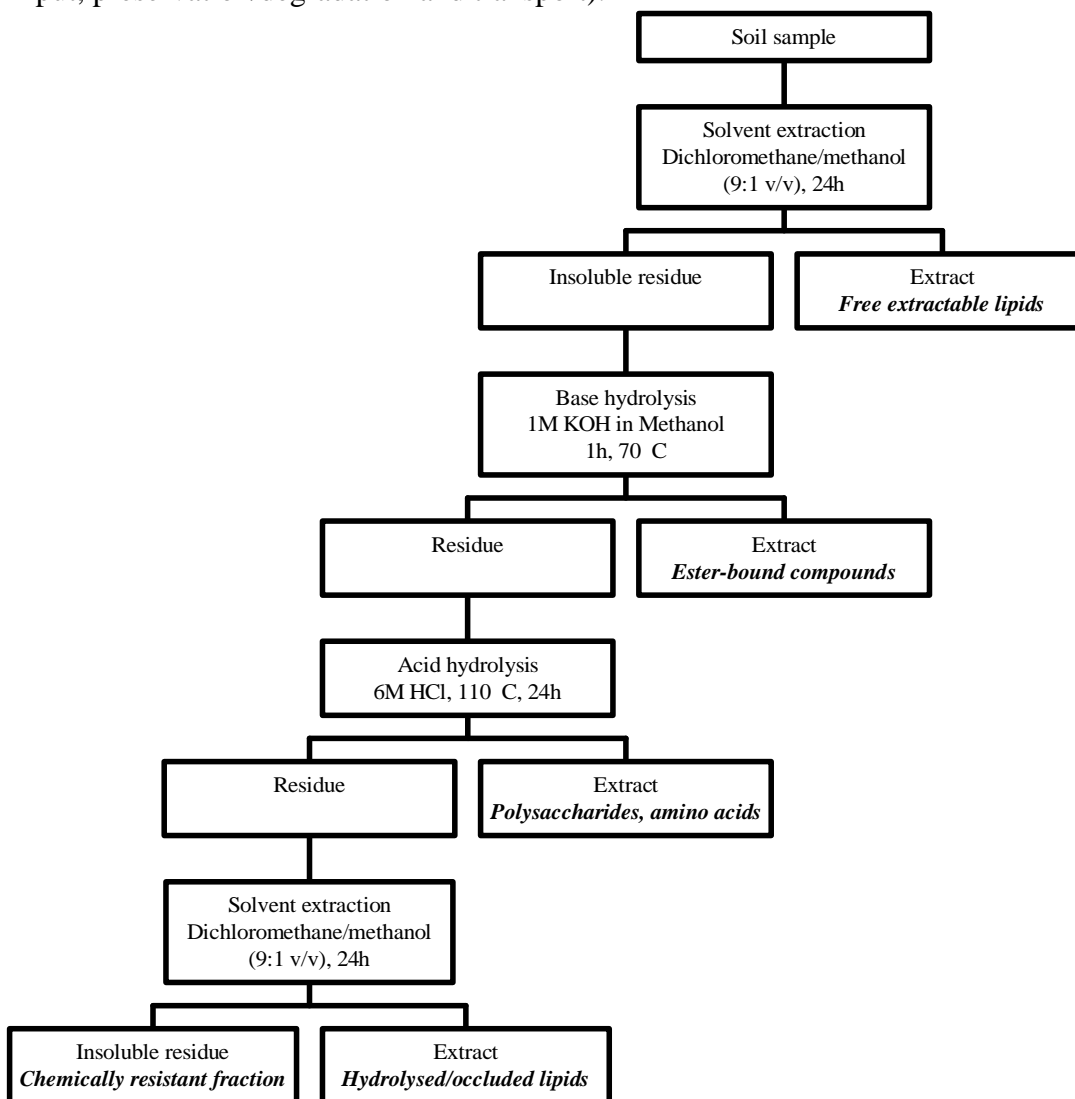 Soil sample
Solvent extraction
Dichloromethane/methanol
(9:1 v/v), 24h
Insoluble residue
Extract
Free extractable lipids
Base hydrolysis
1M KOH in Methanol
1h, 70 C
Residue
Extract
Ester-bound compounds
Acid hydrolysis
6M HCl, 110 C, 24h
Residue
Extract
Polysaccharides, amino acids
Solvent extraction
Dichloromethane/methanol
(9:1 v/v), 24h
Insoluble residue
Chemically resistant fraction
Extract
Hydrolysed/occluded lipids